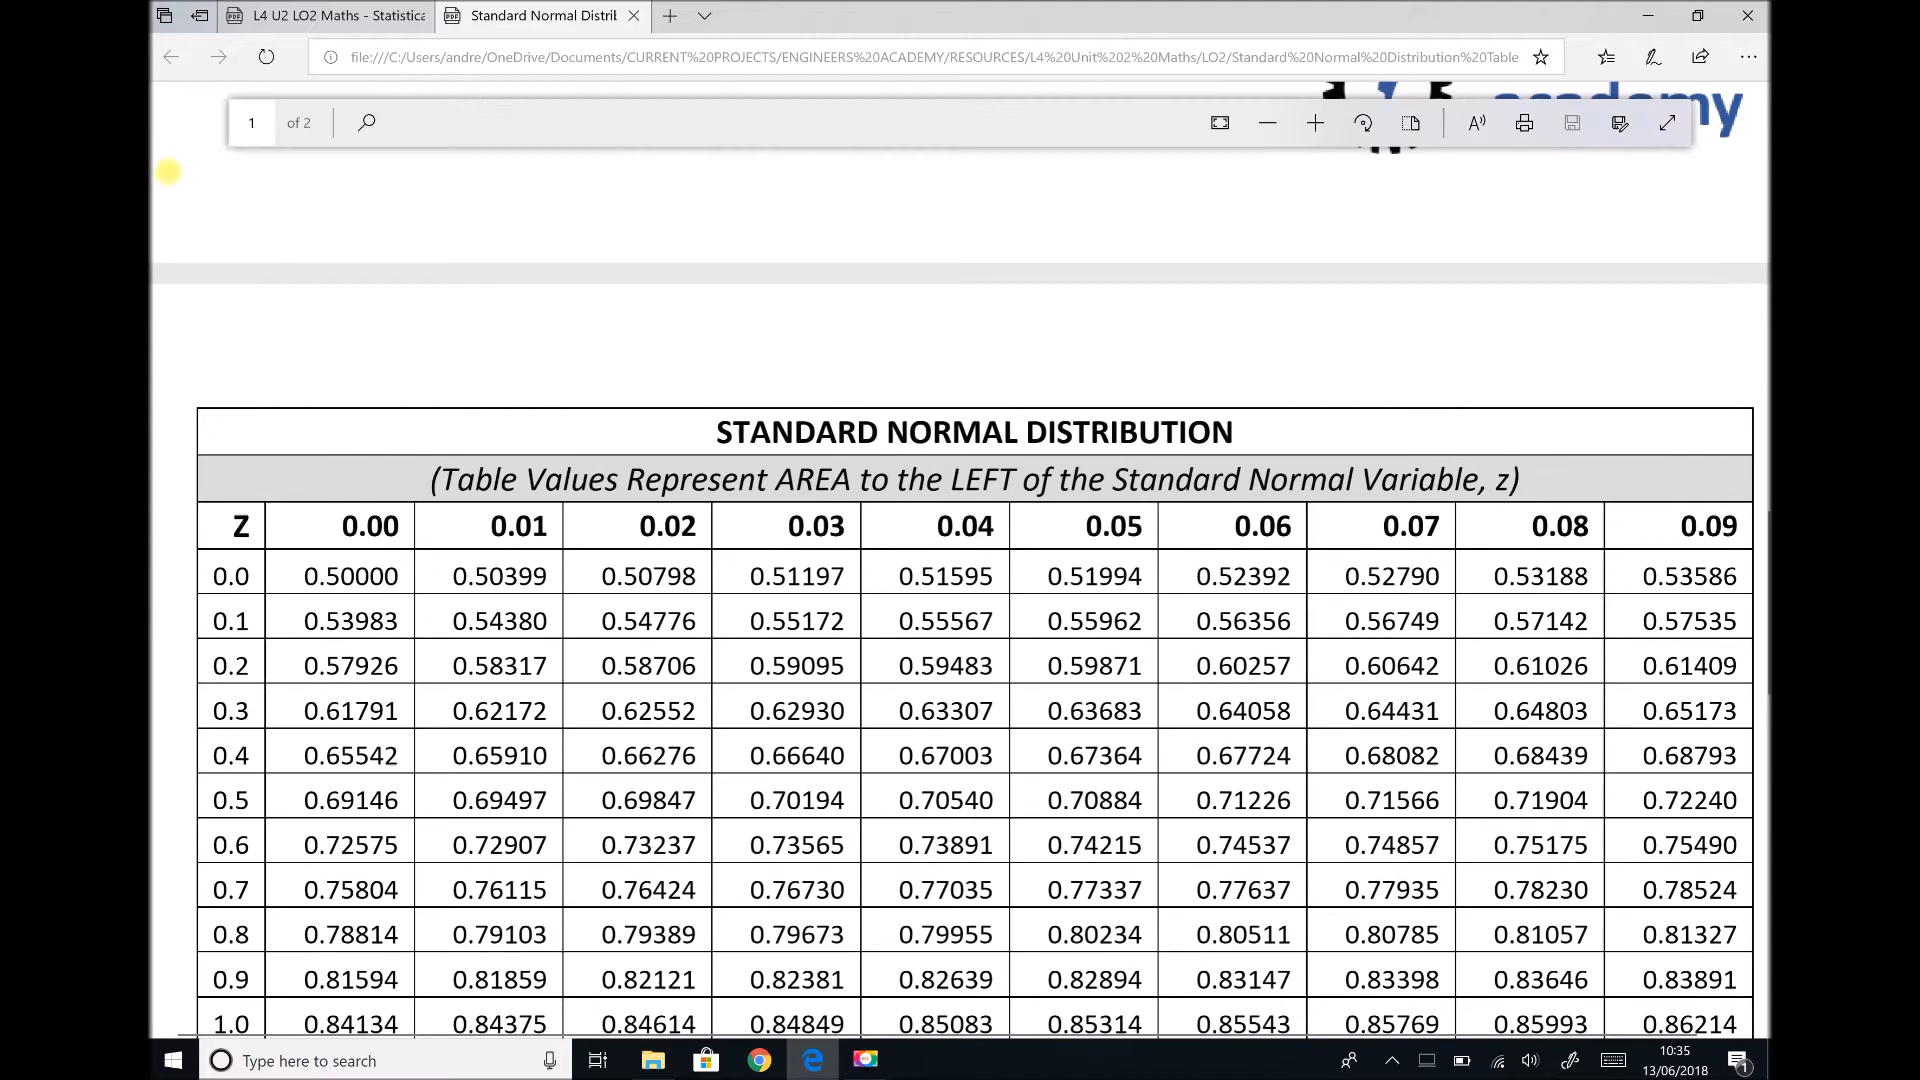 L4 U2 LO2 Maths - Statistica
Standard Normal Distrib
file:///C:/Users/andre/OneDrive/Documents/CURRENT%20PROJECTS/ENGINEERS%20ACADEMY/RESOURCES/L4%20Unit%202%20Maths/LO2/Standard%20Normal%20Distribution%20Table
academy
1 of 2
STANDARD NORMAL DISTRIBUTION
(Table Values Represent AREA to the LEFT of the Standard Normal Variable, z)
Z 0.00 0.01 0.02 0.03 0.04 0.05 0.06 0.07 0.08 0.09
0.0 0.50000 0.50399 0.50798 0.51197 0.51595 0.51994 0.52392 0.52790 0.53188 0.53586
0.1 0.53983 0.54380 0.54776 0.55172 0.55567 0.55962 0.56356 0.56749 0.57142 0.57535
0.2 0.57926 0.58317 0.58706 0.59095 0.59483 0.59871 0.60257 0.60642 0.61026 0.61409
0.3 0.61791 0.62172 0.62552 0.62930 0.63307 0.63683 0.64058 0.64431 0.64803 0.65173
0.4 0.65542 0.65910 0.66276 0.66640 0.67003 0.67364 0.67724 0.68082 0.68439 0.68793
0.5 0.69146 0.69497 0.69847 0.70194 0.70540 0.70884 0.71226 0.71566 0.71904 0.72240
0.6 0.72575 0.72907 0.73237 0.73565 0.73891 0.74215 0.74537 0.74857 0.75175 0.75490
0.7 0.75804 0.76115 0.76424 0.76730 0.77035 0.77337 0.77637 0.77935 0.78230 0.78524
0.8 0.78814 0.79103 0.79389 0.79673 0.79955 0.80234 0.80511 0.80785 0.81057 0.81327
0.9 0.81594 0.81859 0.82121 0.82381 0.82639 0.82894 0.83147 0.83398 0.83646 0.83891
1.0 0.84134 0.84375 0.84614 0.84849 0.85083 0.85314 0.85543 0.85769 0.85993 0.86214
Type here to search
10:35
13/06/2018
1